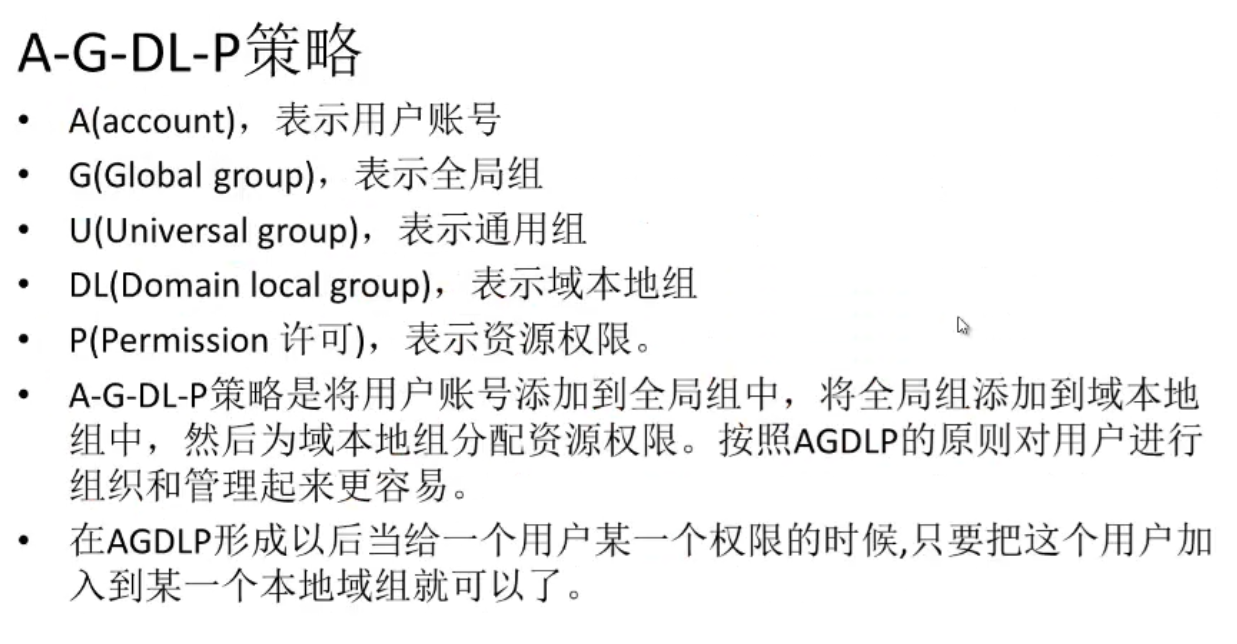 A-G-DL-P策略
• A(account)，表示用户账号
• G(Global group)，表示全局组
• U(Universal group)，表示通用组
• DL(Domain local group)，表示域本地组
• P(Permission 许可)，表示资源权限。
• A-G-DL-P策略是将用户账号添加到全局组中，将全局组添加到域本地
组中，然后为域本地组分配资源权限。按照AGDLP的原则对用户进行
组织和管理起来更容易。
• 在AGDLP形成以后当给一个用户某一个权限的时候,只要把这个用户加
入到某一个本地域组就可以了。